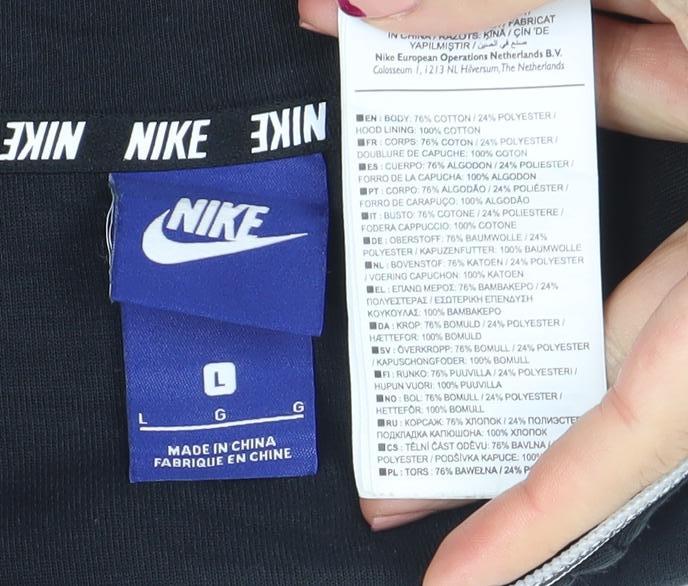 NIKE NIKE NIKE
NIKE
L
L G G
MADE IN CHINA
FABRIQUE EN CHINE
FABRICAT
IN CHINA / RAZOTS: ĶĪNĀ / ÇİN 'DE
YAPILMIŞTIR / صنع في الصين
Nike European Operations Netherlands B.V.
Colosseum 1, 1213 NL Hilversum, The Netherlands
EN: BODY: 76% COTTON / 24% POLYESTER /
HOOD LINING: 100% COTTON
FR: CORPS: 76% COTON / 24% POLYESTER /
DOUBLURE DE CAPUCHE: 100% COTON
ES: CUERPO: 76% ALGODÓN / 24% POLIÉSTER /
FORRO DE LA CAPUCHA: 100% ALGODÓN
PT: CORPO: 76% ALGODÃO / 24% POLIÉSTER /
FORRO DE CARAPUÇO: 100% ALGODÃO
IT: BUSTO: 76% COTONE / 24% POLIESTERE /
FODERA CAPPUCCIO: 100% COTONE
DE: OBERSTOFF: 76% BAUMWOLLE / 24%
POLYESTER / KAPUZENFUTTER: 100% BAUMWOLLE
NL: BOVENSTOF: 76% KATOEN / 24% POLYESTER
/ VOERING CAPUCHON: 100% KATOEN
EL: ΕΠΑΝΩ ΜΕΡΟΣ: 76% ΒΑΜΒΑΚΕΡΟ / 24%
ΠΟΛΥΕΣΤΕΡΑΣ / ΕΣΩΤΕΡΙΚΗ ΕΠΕΝΔΥΣΗ
ΚΟΥΚΟΥΛΑΣ: 100% ΒΑΜΒΑΚΕΡΟ
DA: KROP: 76% BOMULD / 24% POLYESTER /
HÆTTEFOR: 100% BOMULD
SV: ÖVERKROPP: 76% BOMULL / 24% POLYESTER
/ KAPUSCHONGFODER: 100% BOMULL
FI: RUNKO: 76% PUUVILLA / 24% POLYESTERI /
HUPUN VUORI: 100% PUUVILLA
NO: BOL: 76% BOMULL / 24% POLYESTER /
HETTEFÔR: 100% BOMULL
RU: КОРСАЖ: 76% ХЛОПОК / 24% ПОЛИЭСТЕ
ПОДКЛАДКА КАПЮШОНА: 100% ХЛОПОК
CS: TĚLNÍ ČÁST ODĚVU: 76% BAVLNA /
POLYESTER / PODŠÍVKA KAPUCE: 100%
PL: TORS: 76% BAWEŁNA / 24% P